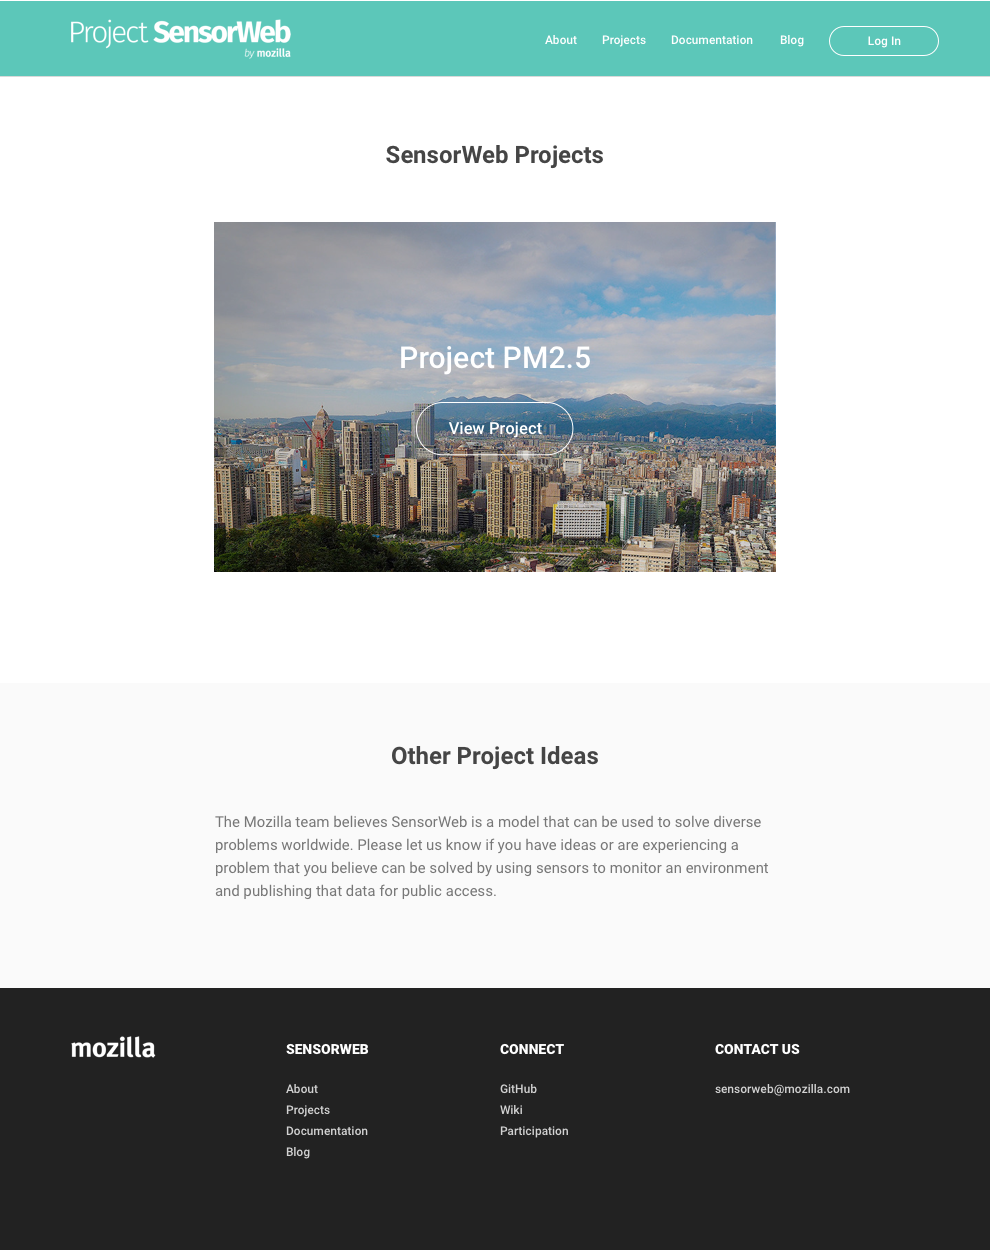 Project SensorWeb
by mozilla
About Projects Documentation Blog Log In
SensorWeb Projects
Project PM2.5
View Project
Other Project Ideas
The Mozilla team believes SensorWeb is a model that can be used to solve diverse
problems worldwide. Please let us know if you have ideas or are experiencing a
problem that you believe can be solved by using sensors to monitor an environment
and publishing that data for public access.
mozilla
SENSORWEB
About
Projects
Documentation
Blog
CONNECT
GitHub
Wiki
Participation
CONTACT US
sensorweb@mozilla.com